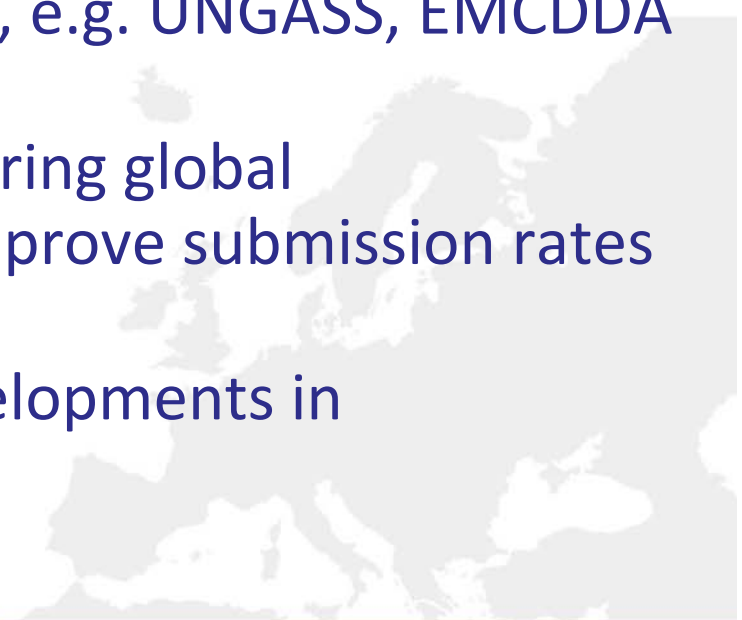 , e.g. UNGASS, EMCDDA
ring global
prove submission rates
elopments in